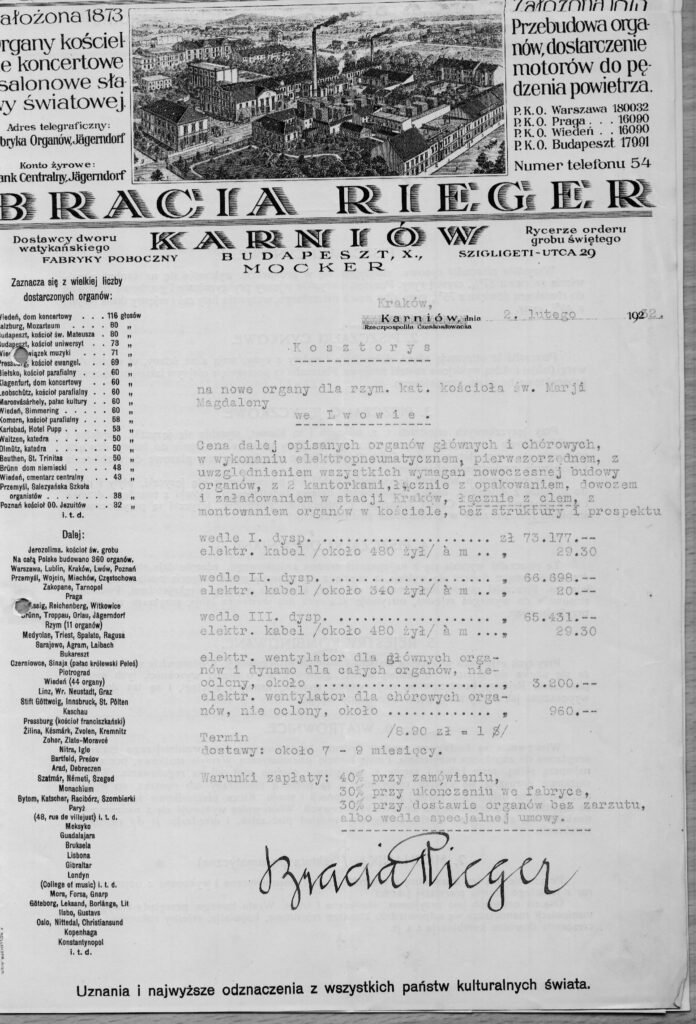 ałożona 1873
Organy kościel
e koncertowe
salonowe sła
y światowej.
Adres telegraficzny:
bryka Organów, Jägerndorf
Konto żyrowe:
ank Centralny, Jägerndorf
Założona 1873
Przebudowa orga-
nów, dostarczenie
motorów do pę-
dzenia powietrza.
P.K.O. Warszawa 180032
P.K.O. Praga . . 16090
P.K.O. Wiedeń . . 16090
P.K.O. Budapeszt 17991
Numer telefonu 54
BRACIA RIEGER
KARNIÓW
Dostawcy dworu
watykańskiego
FABRYKI POBOCZNY
BUDAPESZT, X.,
MOCKER
Rycerze orderu
grobu świętego
SZIGLIGETI-UTCA 29
Zaznacza się z wielkiej liczby
dostarczonych organów:
Wiedeń, dom koncertowy . . . 116 głosów
alzburg, Mozarteum . . . . 80 „
Budapeszt, kościół św. Mateusza . 80 „
Budapeszt, kościół uniwersyt . 73 „
Wie wiązek muzyki . . . 71 „
Pressburg, kościół ewangel. . . 69 „
Bielsko, kościół parafialny . . 60 „
Klagenfurt, dom koncertowy . . 60 „
Leobschütz, kościół parafialny . 60 „
Marosvásárhely, pałac kultury . 60 „
Wiedeń, Simmering . . . . 60 „
Komorn, kościół parafialny . . 58 „
Karlsbad, Hotel Pupp . . . . 53 „
Waitzen, katedra . . . . . 50 „
Olmütz, katedra . . . . . 50 „
Beuthen, St. Trinitas . . . . 50 „
Brünn dom niemiecki . . . . 48 „
Wiedeń, cmentarz centralny . . 43 „
Przemyśl, Salezyańska Szkoła
organistów . . . . . . 38 „
Poznań kościół OO. Jezuitów . . 32 „
i. t. d.
Dalej:
Jerozolima. kościół św. grobu
Na całą Polskę budowano 360 organów.
Warszawa, Lublin, Kraków, Lwów, Poznań
Przemyśl, Wojcin, Miechów, Częstochowa
Zakopane, Tarnopol
Praga
ssig, Reichenberg, Witkowice
Brünn, Troppau, Orlau, Jägerndorf
Rzym (11 organów)
Medyolan, Triest, Spalato, Ragusa
Sarajewo, Agram, Laibach
Bukareszt
Czerniowce, Sinaja (pałac królewski Peleś)
Piotrograd
Wiedeń (44 organy)
Linz, Wr. Neustadt, Graz
Stift Göttweig, Innsbruck, St. Pölten
Kaschau
Pressburg (kościół franciszkański)
Žilina, Késmárk, Zvolen, Kremnitz
Zohor, Zlate-Moravce
Nitra, Iglo
Bartfeld, Prešov
Arad, Debreczen
Szatmár, Németi, Szeged
Monachium
Bytom, Katscher, Racibórz, Szombierki
Paryż
(48, rue de villejust) i. t. d.
Meksyko
Guadalajara
Bruksela
Lisbona
Gibraltar
Londyn
(College of music) i. t. d.
Mora, Forsa, Gnarp
Göteborg, Leksand, Borlänge, Lit
Ilsbo, Gustavs
Oslo, Nittedal, Christiansund
Kopenhaga
Konstantynopol
i. t. d.
Kraków,
Karniów, dnia 2. lutego 1932.
Rzeczpospolita Czesłosłowacka
Kosztorys
na nowe organy dla rzym. kat. kościoła św. Marji
Magdaleny
we Lwowie.
Cena dalej opisanych organów głównych i chórowych,
w wykonaniu elektropneumatycznem, pierwszorzędnem, z
uwzględnieniem wszystkich wymagań nowoczesnej budowy
organów, z 2 kantorkami, łącznie z opakowaniem, dowozem
i załadowaniem w stacji Kraków, łącznie z clem, z
montowaniem organów w kościele, bez struktury i prospektu
wedle I. dysp. .................... zł 73.177.--
elektr. kabel /około 480 żył/ à m .. „ 29.30
wedle II. dysp. ................... „ 66.698.--
elektr. kabel /około 340 żył/ à m .. „ 20.--
wedle III. dysp. .................. „ 65.431.--
elektr. kabel /około 480 żył/ à m ... „ 29.30
elektr. wentylator dla głównych orga-
nów i dynamo dla całych organów, nie-
oclony, około ..................... „ 3.200.--
elektr. wentylator dla chórowych orga-
nów, nie oclony, około ............ „ 960.--
/8.90 zł = 1 $/
Termin
dostawy: około 7 - 9 miesięcy.
Warunki zapłaty: 40% przy zamówieniu,
30% przy ukończeniu we fabryce,
30% przy dostawie organów bez zarzutu,
albo wedle specjalnej umowy.
Bracia Rieger
Uznania i najwyższe odznaczenia z wszystkich państw kulturalnych świata.